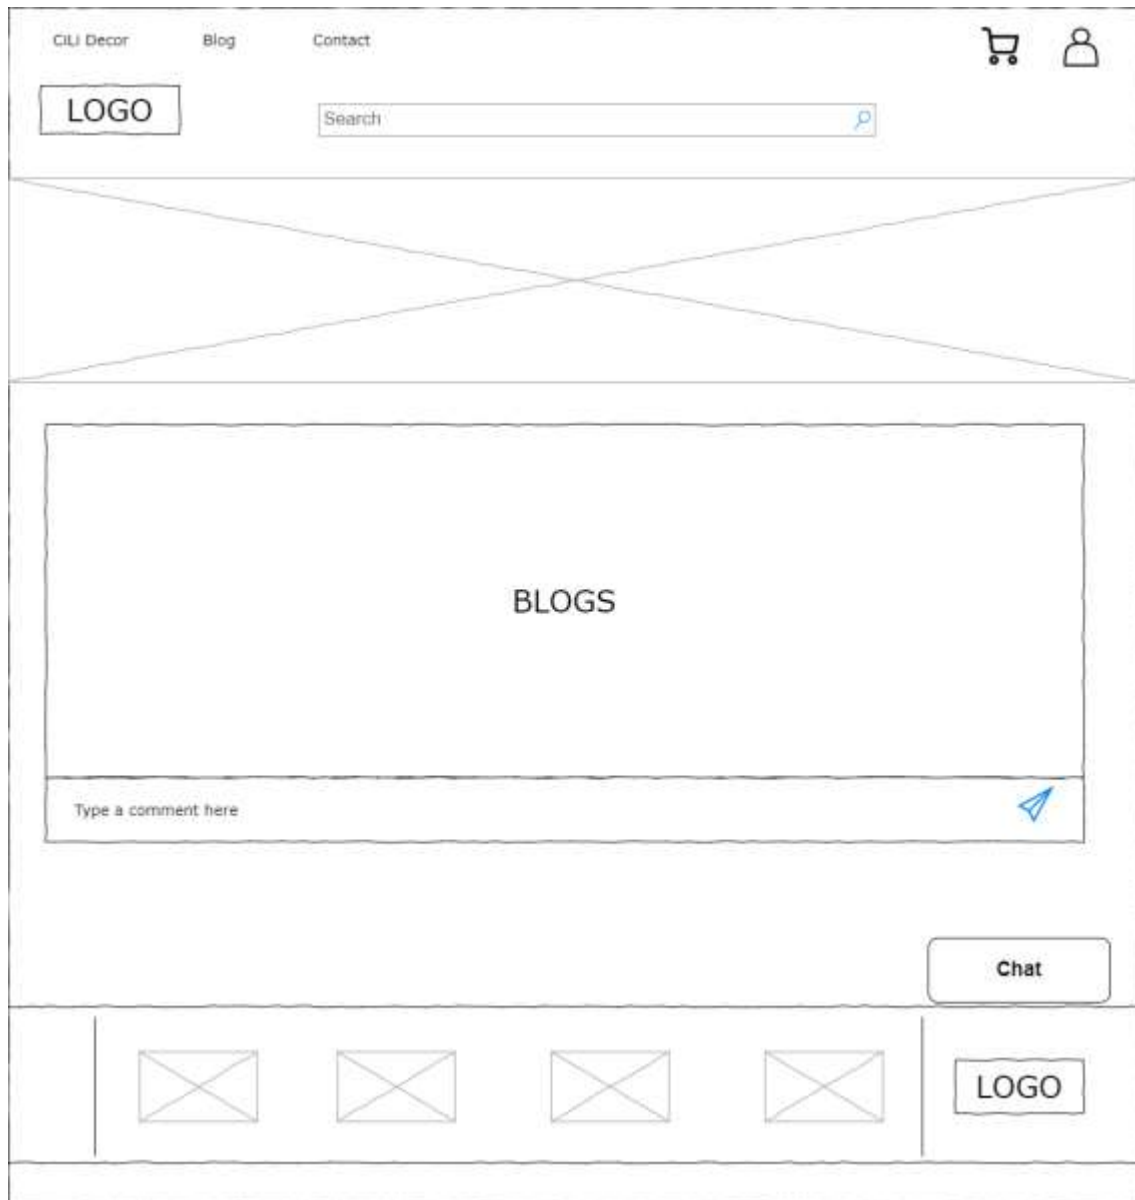 CiLi Decor Blog Contact
LOGO
Search
BLOGS
Type a comment here
Chat
LOGO